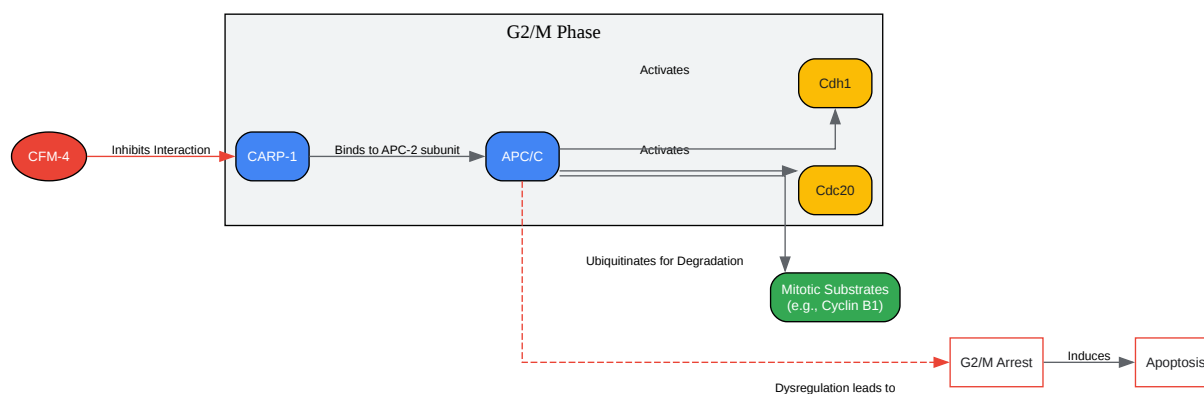 G2/M Phase
Activates
Cdh1
CFM-4
Inhibits Interaction
CARP-1
Binds to APC-2 subunit
APC/C
Activates
Cdc20
Ubiquitinates for Degradation
Mitotic Substrates
(e.g., Cyclin B1)
G2/M Arrest
Induces
Apoptosis
Dysregulation leads to